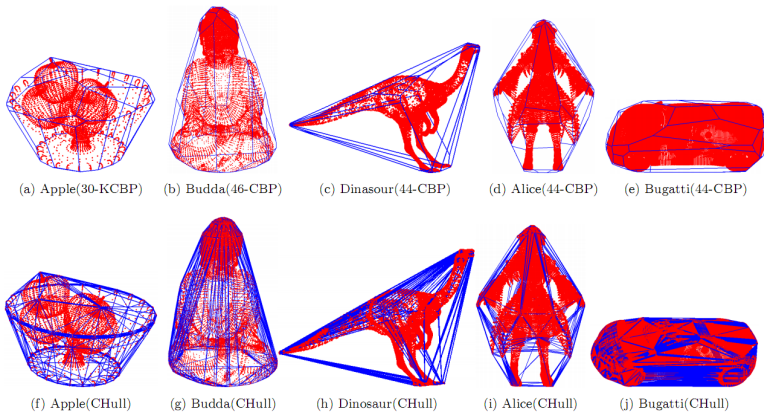 (a) Apple(30-KCBP)
(b) Budda(46-CBP)
(c) Dinasour(44-CBP)
(d) Alice(44-CBP)
(e) Bugatti(44-CBP)
(f) Apple(CHull)
(g) Budda(CHull)
(h) Dinosaur(CHull)
(i) Alice(CHull)
(j) Bugatti(CHull)